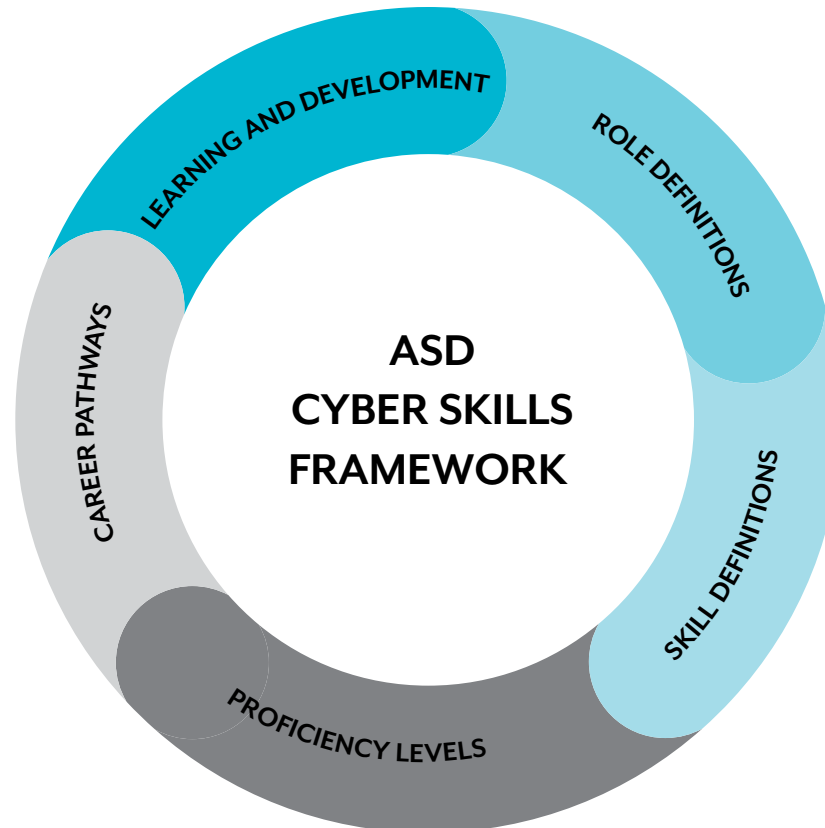 LEARNING AND DEVELOPMENT
ROLE DEFINITIONS
SKILL DEFINITIONS
PROFICIENCY LEVELS
CAREER PATHWAYS
ASD
CYBER SKILLS
FRAMEWORK